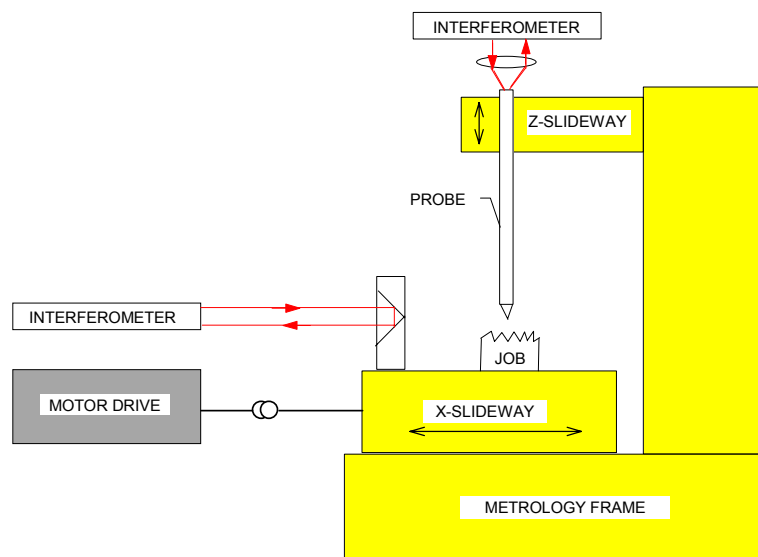 INTERFEROMETER
Z-SLIDEWAY
PROBE
INTERFEROMETER
JOB
MOTOR DRIVE
X-SLIDEWAY
METROLOGY FRAME